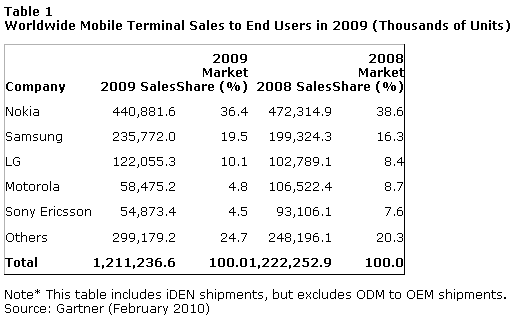 Table 1
Worldwide Mobile Terminal Sales to End Users in 2009 (Thousands of Units)
2009 2008
Market Market
Company 2009 Sales Share (%) 2008 Sales Share (%)
Nokia 440,881.6 36.4 472,314.9 38.6
Samsung 235,772.0 19.5 199,324.3 16.3
LG 122,055.3 10.1 102,789.1 8.4
Motorola 58,475.2 4.8 106,522.4 8.7
Sony Ericsson 54,873.4 4.5 93,106.1 7.6
Others 299,179.2 24.7 248,196.1 20.3
Total 1,211,236.6 100.0 1,222,252.9 100.0
Note* This table includes iDEN shipments, but excludes ODM to OEM shipments.
Source: Gartner (February 2010)